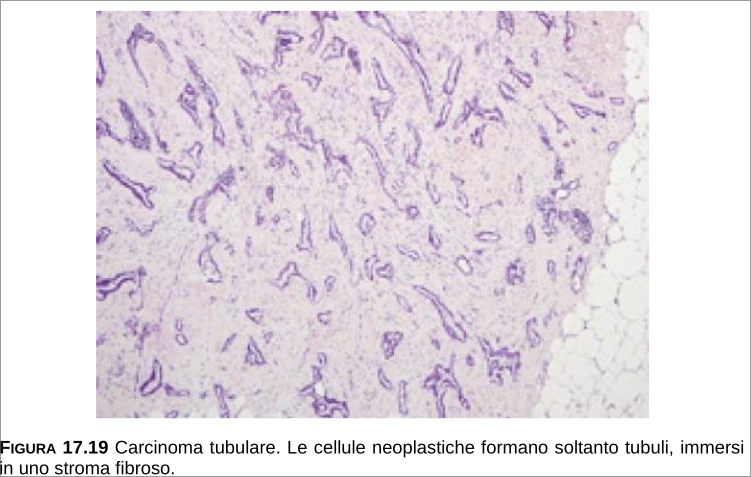 FIGURA 17.19 Carcinoma tubulare. Le cellule neoplastiche formano soltanto tubuli, immersi
in uno stroma fibroso.